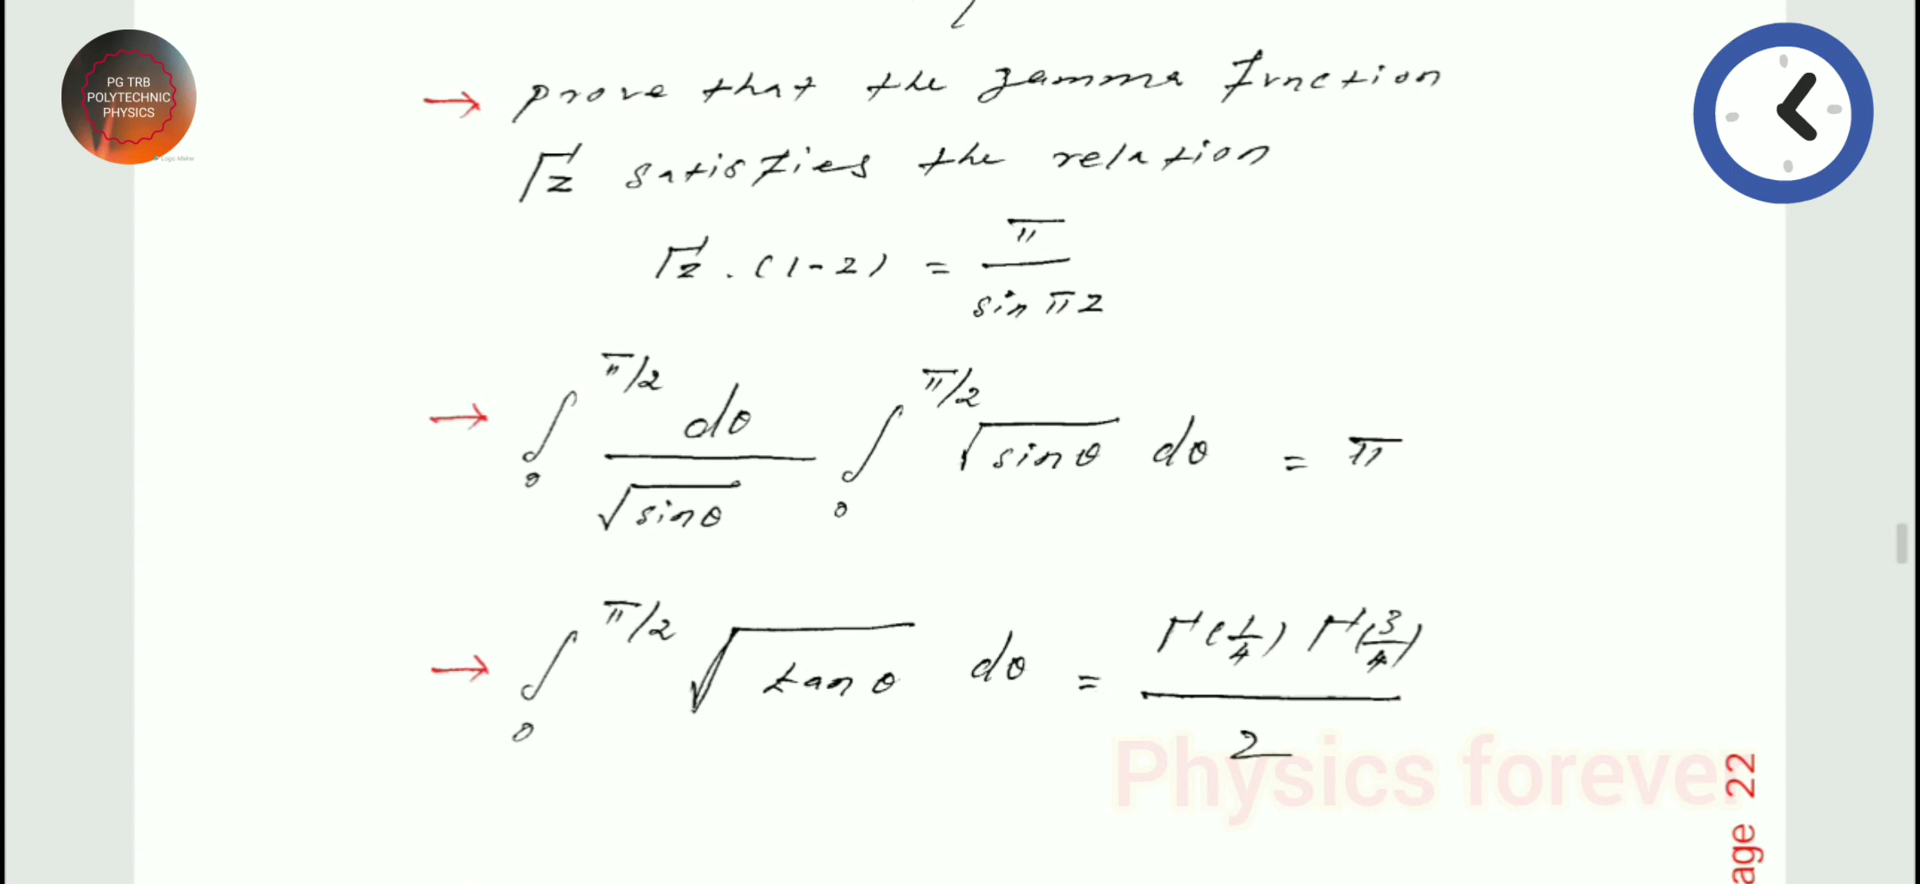 PG TRB
POLYTECHNIC
PHYSICS
Logo Maker
→ prove that the gamma function
Γz satisfies the relation
Γz . (1-z) = π / sin πz
→ ∫₀^{π/2} dθ / √sinθ ∫₀^{π/2} √sinθ dθ = π
→ ∫₀^{π/2} √tanθ dθ = Γ(1/4) Γ(3/4) / 2
Physics forever
age 22